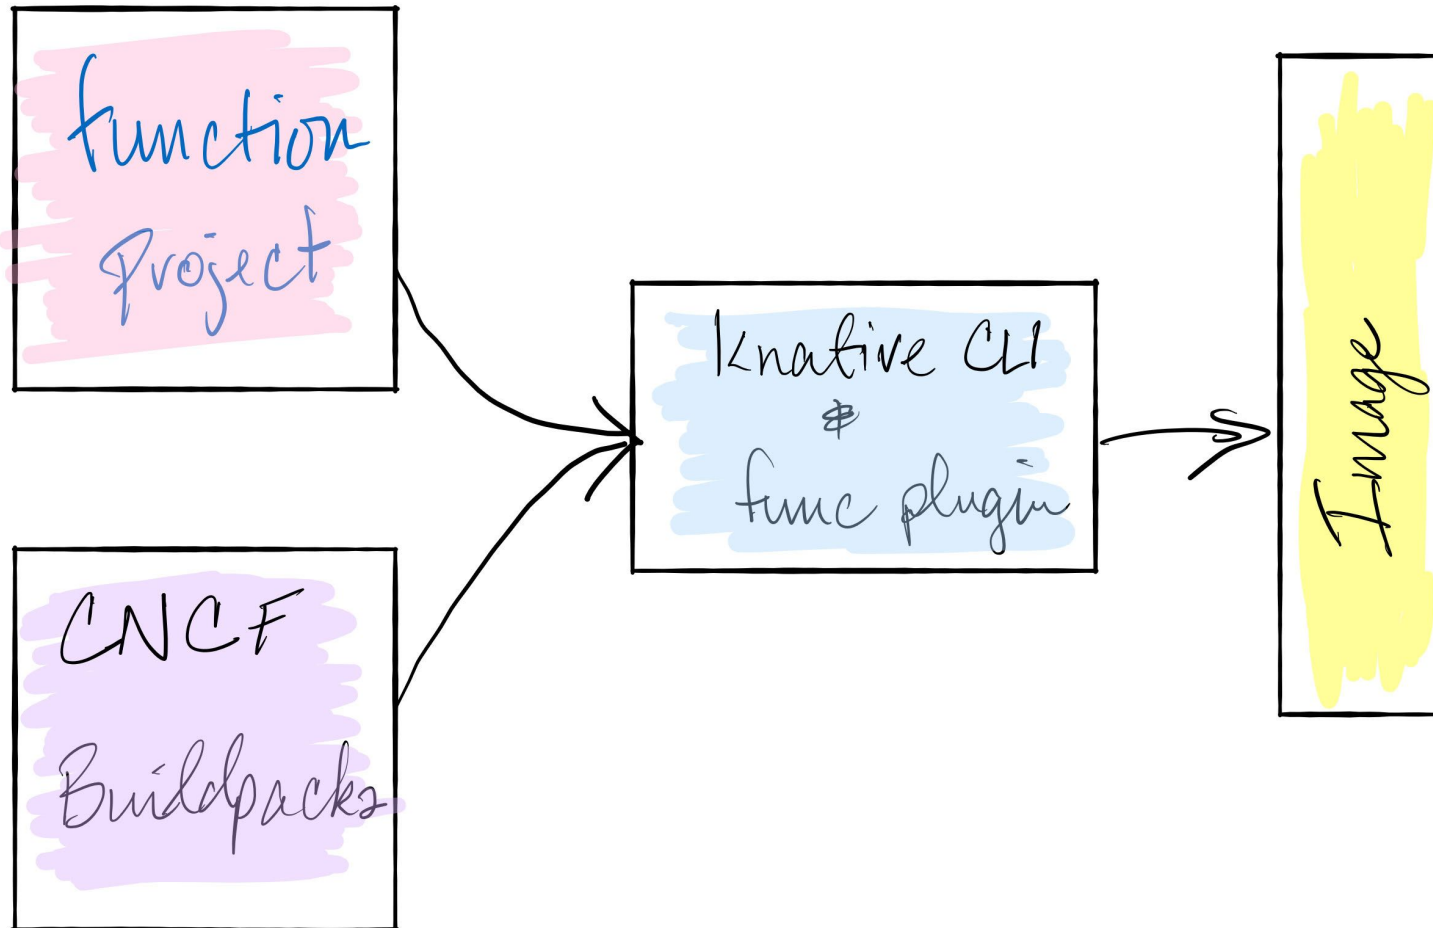 function
Project
CNCF
Buildpacks
Knative CLI
&
func plugin
Image